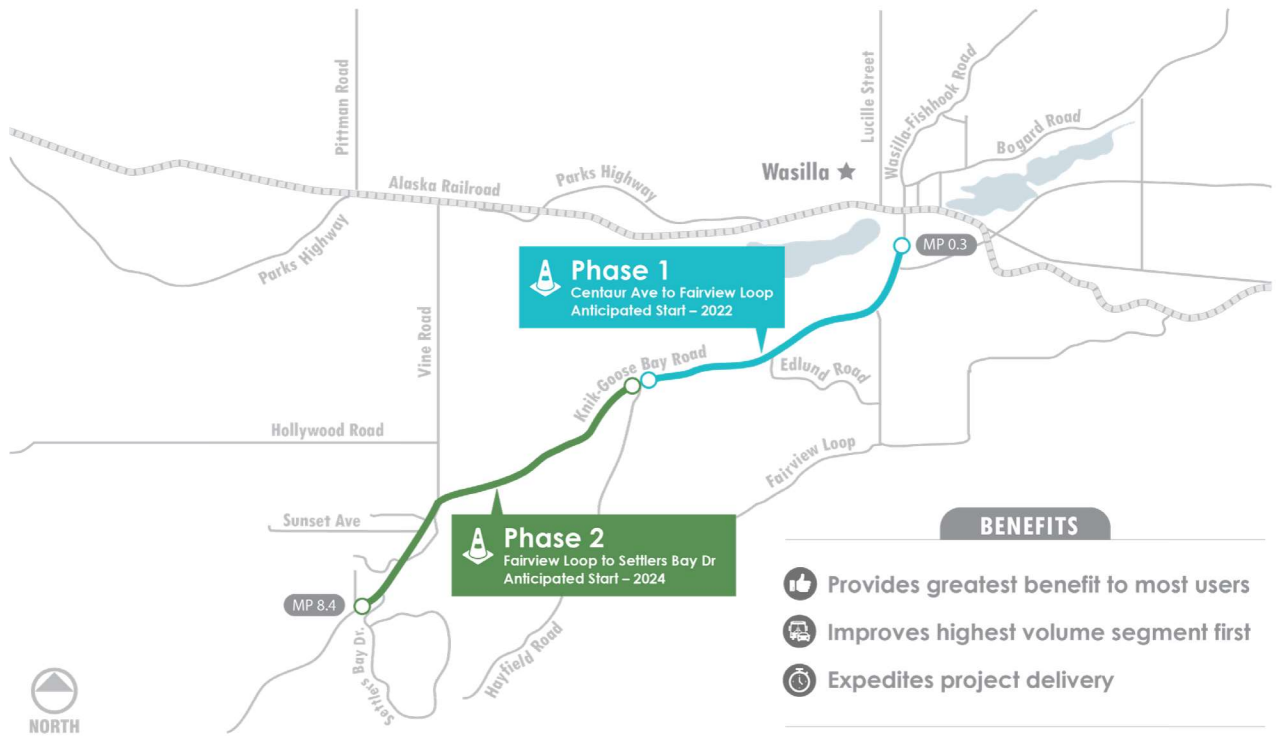 Pittman Road
Lucille Street
Wasilla-Fishhook Road
Bogard Road
Wasilla
Alaska Railroad
Parks Highway
Parks Highway
MP 0.3
Phase 1
Centaur Ave to Fairview Loop
Anticipated Start – 2022
Vine Road
Knik-Goose Bay Road
Edlund Road
Hollywood Road
Fairview Loop
Sunset Ave
Phase 2
Fairview Loop to Settlers Bay Dr
Anticipated Start – 2024
MP 8.4
Settlers Bay Dr.
Hayfield Road
NORTH
BENEFITS
Provides greatest benefit to most users
Improves highest volume segment first
Expedites project delivery